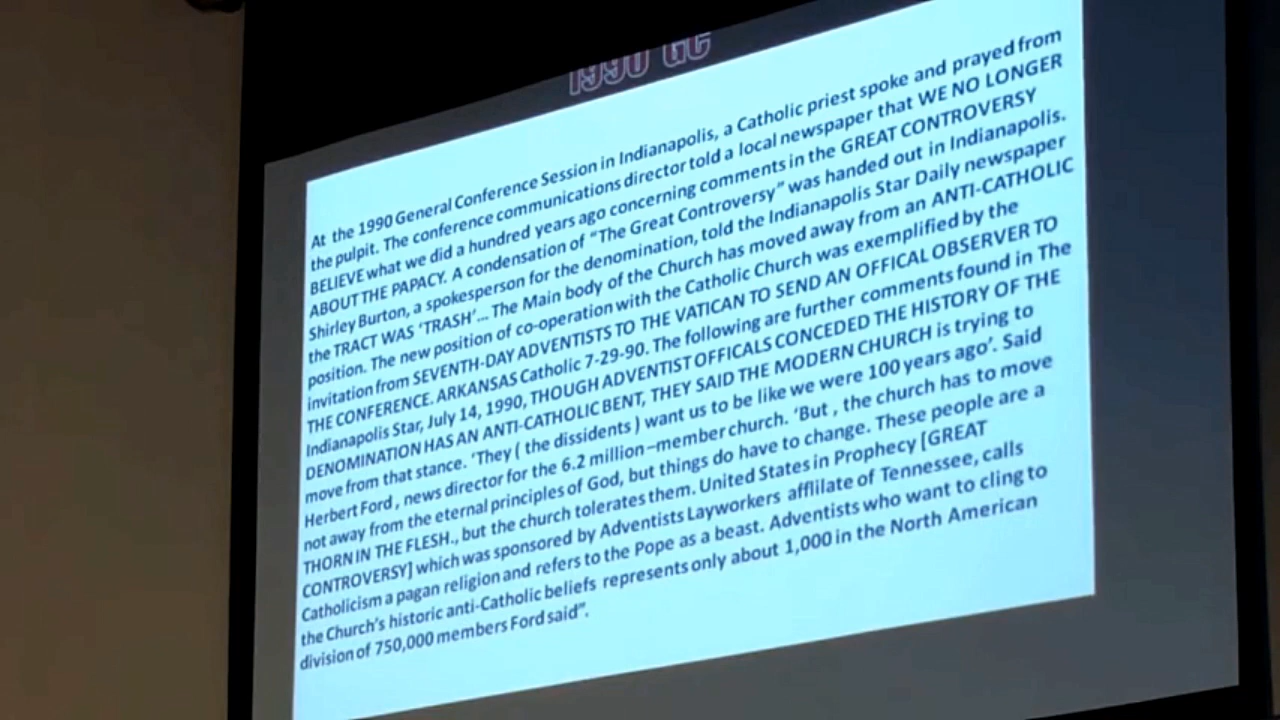 1990 GC
At the 1990 General Conference Session in Indianapolis, a Catholic priest spoke and prayed from
the pulpit. The conference communications director told a local newspaper that WE NO LONGER
BELIEVE what we did a hundred years ago concerning comments in the GREAT CONTROVERSY
ABOUT THE PAPACY. A condensation of “The Great Controversy” was handed out in Indianapolis.
Shirley Burton, a spokesperson for the denomination, told the Indianapolis Star Daily newspaper
the TRACT WAS ‘TRASH’... The Main body of the Church has moved away from an ANTI-CATHOLIC
position. The new position of co-operation with the Catholic Church was exemplified by the
invitation from SEVENTH-DAY ADVENTISTS TO THE VATICAN TO SEND AN OFFICAL OBSERVER TO
THE CONFERENCE. ARKANSAS Catholic 7-29-90. The following are further comments found in The
Indianapolis Star, July 14, 1990, THOUGH ADVENTIST OFFICALS CONCEDED THE HISTORY OF THE
DENOMINATION HAS AN ANTI-CATHOLIC BENT, THEY SAID THE MODERN CHURCH is trying to
move from that stance. ‘They ( the dissidents ) want us to be like we were 100 years ago’. Said
Herbert Ford , news director for the 6.2 million–member church. ‘But , the church has to move
not away from the eternal principles of God, but things do have to change. These people are a
THORN IN THE FLESH., but the church tolerates them. United States in Prophecy [GREAT
CONTROVERSY] which was sponsored by Adventists Layworkers afflilate of Tennessee, calls
Catholicism a pagan religion and refers to the Pope as a beast. Adventists who want to cling to
the Church’s historic anti-Catholic beliefs represents only about 1,000 in the North American
division of 750,000 members Ford said”.